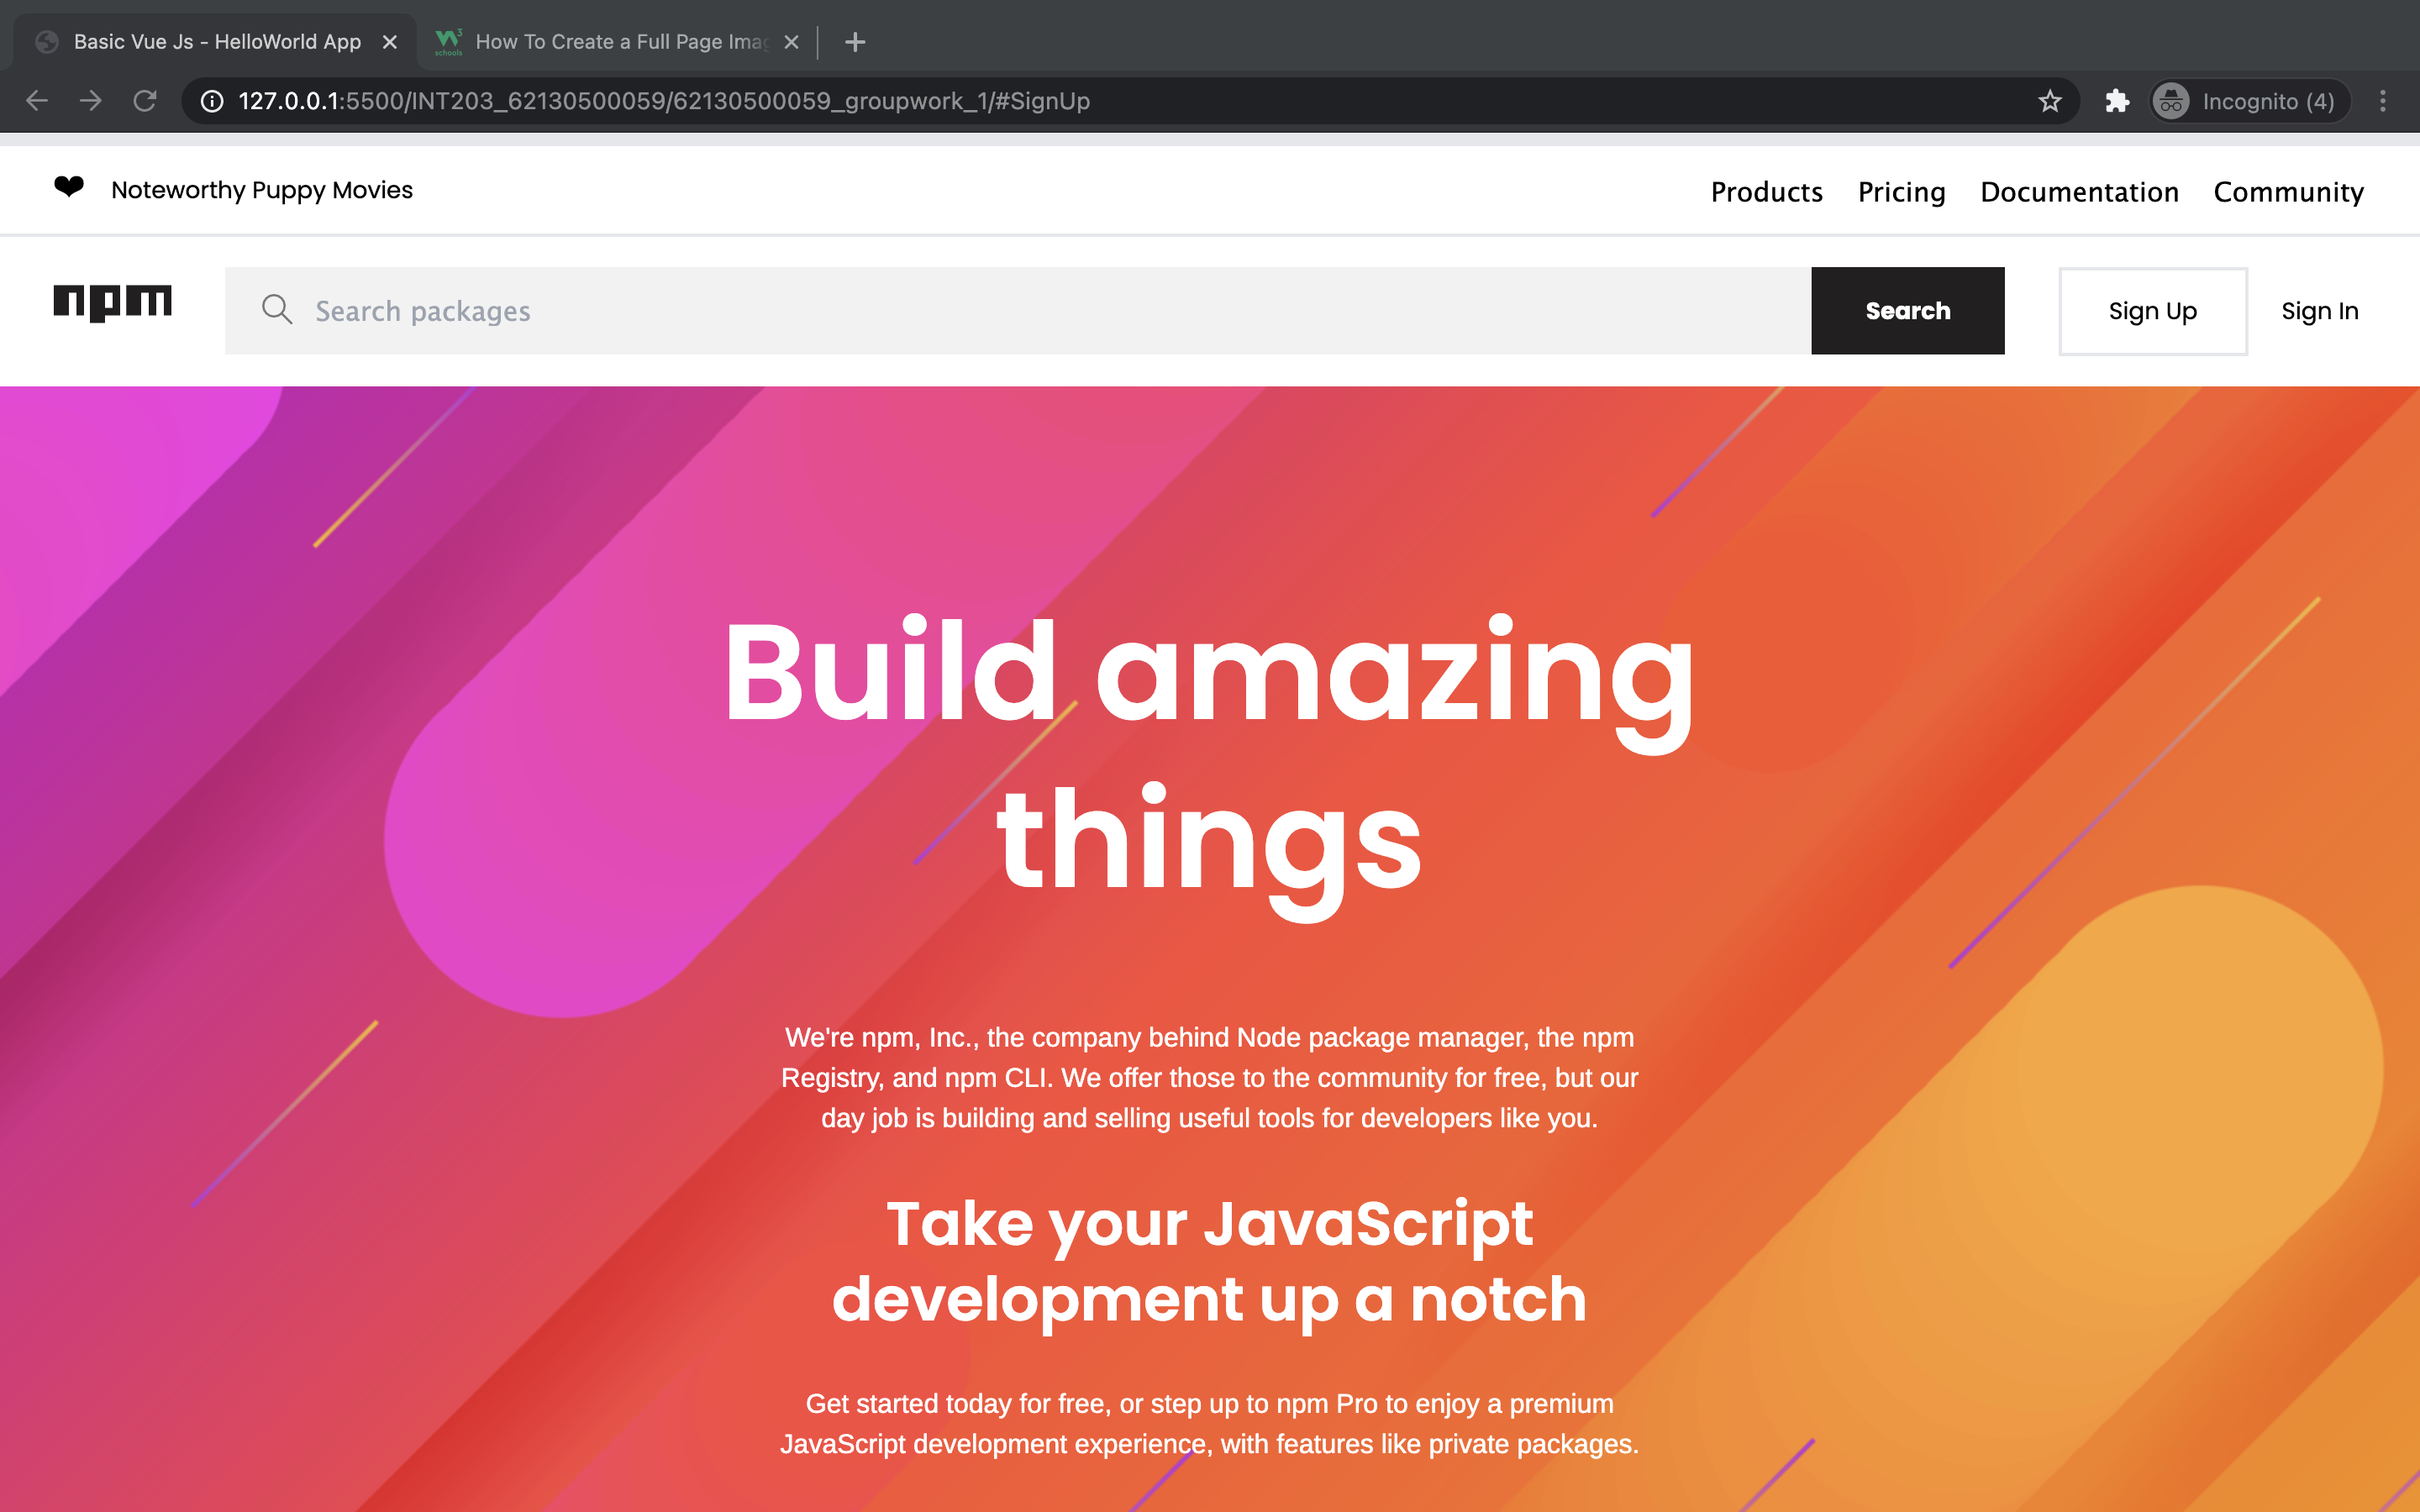 Basic Vue Js - HelloWorld App
W3 schools
How To Create a Full Page Imag
127.0.0.1:5500/INT203_62130500059/62130500059_groupwork_1/#SignUp
Incognito (4)
❤ Noteworthy Puppy Movies
Products Pricing Documentation Community
npm
Search packages
Search
Sign Up
Sign In
Build amazing
things
We're npm, Inc., the company behind Node package manager, the npm
Registry, and npm CLI. We offer those to the community for free, but our
day job is building and selling useful tools for developers like you.
Take your JavaScript
development up a notch
Get started today for free, or step up to npm Pro to enjoy a premium
JavaScript development experience, with features like private packages.